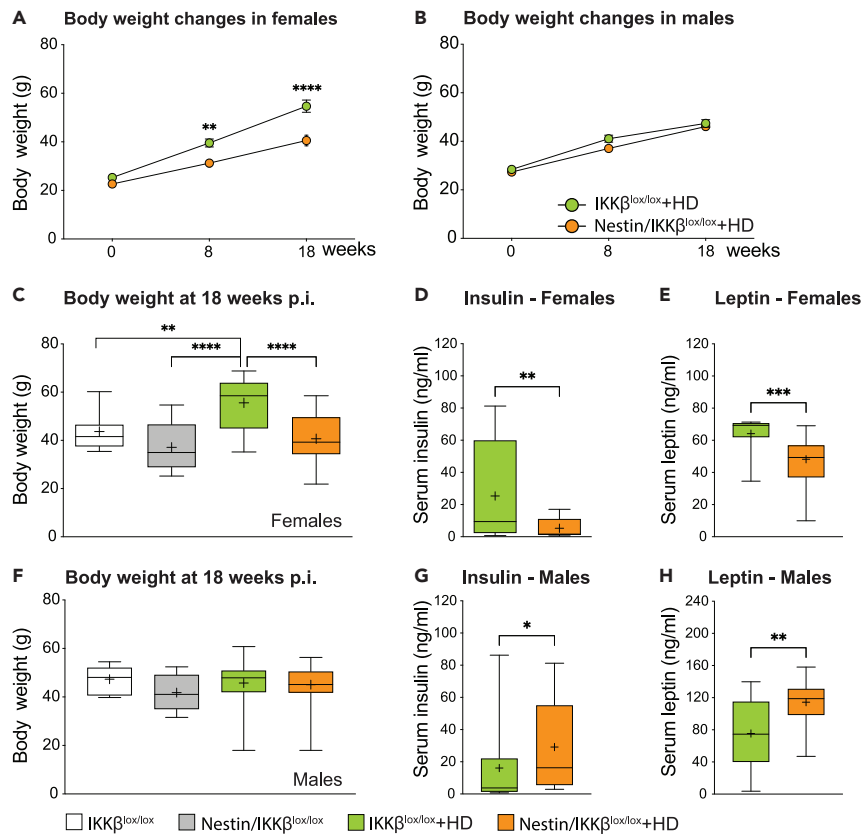 A Body weight changes in females
Body weight (g)
80
60
40
20
0
**
****
0 8 18 weeks
B Body weight changes in males
Body weight (g)
80
60
40
20
0
IKKβlox/lox+HD
Nestin/IKKβlox/lox+HD
0 8 18 weeks
C Body weight at 18 weeks p.i.
Body weight (g)
80
60
40
20
0
**
**** ****
Females
D Insulin - Females
Serum insulin (ng/ml)
120
100
80
60
40
20
0
**
E Leptin - Females
Serum leptin (ng/ml)
120
100
80
60
40
20
0
***
F Body weight at 18 weeks p.i.
Body weight (g)
80
60
40
20
0
Males
G Insulin - Males
Serum insulin (ng/ml)
120
100
80
60
40
20
0
*
H Leptin - Males
Serum leptin (ng/ml)
240
200
160
120
80
40
0
**
IKKβlox/lox Nestin/IKKβlox/lox IKKβlox/lox+HD Nestin/IKKβlox/lox+HD